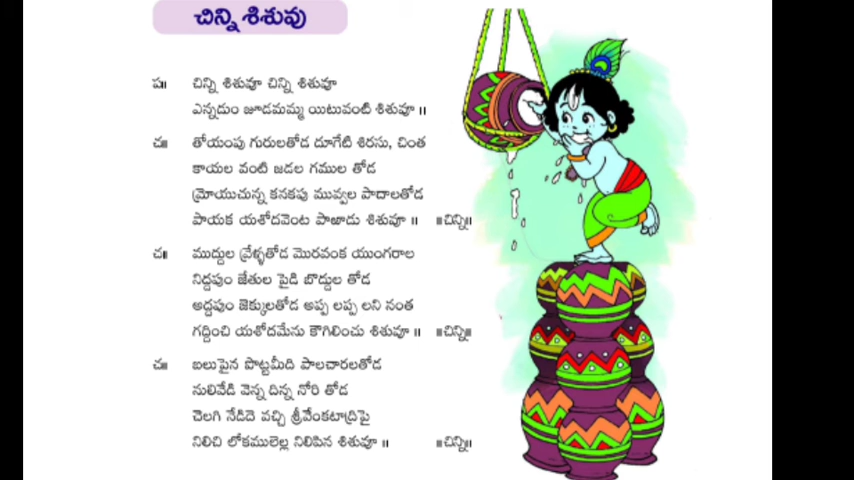 చిన్ని శిశువు
ప॥ చిన్ని శిశువూ చిన్ని శిశువూ
ఎన్నడుం జూడమమ్మ యిటువంటి శిశువూ ॥
చ॥ తోయంపు గురులతోడ దూగేటి శిరసు, చింత
కాయల వంటి జడల గముల తోడ
మ్రోయుచున్న కనకపు మువ్వల పాదాలతోడ
పాయక యశోదవెంట పాఱాడు శిశువూ ॥ ॥చిన్ని॥
చ॥ ముద్దుల వ్రేళ్ళతోడ మొరవంక యుంగరాల
నిద్దపుం జేతుల పైడి బొద్దుల తోడ
అద్దపుం జెక్కులతోడ అప్ప లప్ప లని నంత
గద్దించి యశోదమేను కౌగిలించు శిశువూ ॥ ॥చిన్ని॥
చ॥ బలుపైన పొట్టమీది పాలచారలతోడ
నులివేడి వెన్న దిన్న నోరి తోడ
చెలగి నేడిదె వచ్చి శ్రీవేంకటాద్రిపై
నిలిచి లోకములెల్ల నిలిపిన శిశువూ ॥ ॥చిన్ని॥